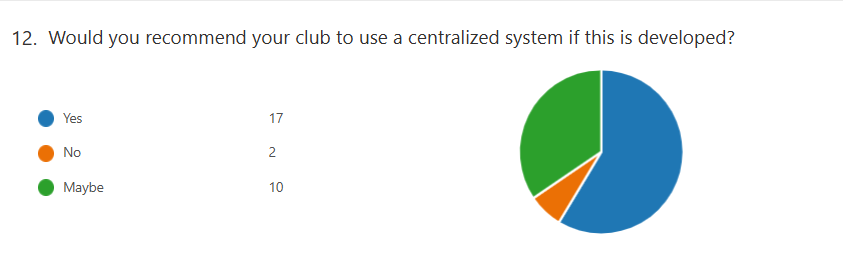 12. Would you recommend your club to use a centralized system if this is developed?
Yes 17
No 2
Maybe 10